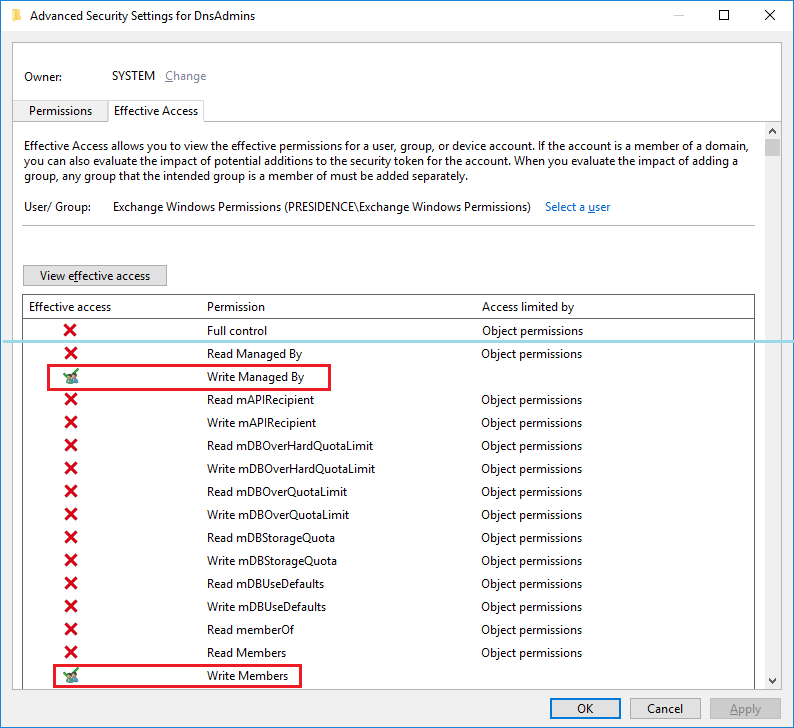 Advanced Security Settings for DnsAdmins
Owner: SYSTEM Change
Permissions Effective Access
Effective Access allows you to view the effective permissions for a user, group, or device account. If the account is a member of a domain,
you can also evaluate the impact of potential additions to the security token for the account. When you evaluate the impact of adding a
group, any group that the intended group is a member of must be added separately.
User/ Group: Exchange Windows Permissions (PRESIDENCE\Exchange Windows Permissions) Select a user
View effective access
Effective access Permission Access limited by
Full control Object permissions
Read Managed By Object permissions
Write Managed By
Read mAPIRecipient Object permissions
Write mAPIRecipient Object permissions
Read mDBOverHardQuotaLimit Object permissions
Write mDBOverHardQuotaLimit Object permissions
Read mDBOverQuotaLimit Object permissions
Write mDBOverQuotaLimit Object permissions
Read mDBStorageQuota Object permissions
Write mDBStorageQuota Object permissions
Read mDBUseDefaults Object permissions
Write mDBUseDefaults Object permissions
Read memberOf Object permissions
Read Members Object permissions
Write Members
OK Cancel Apply